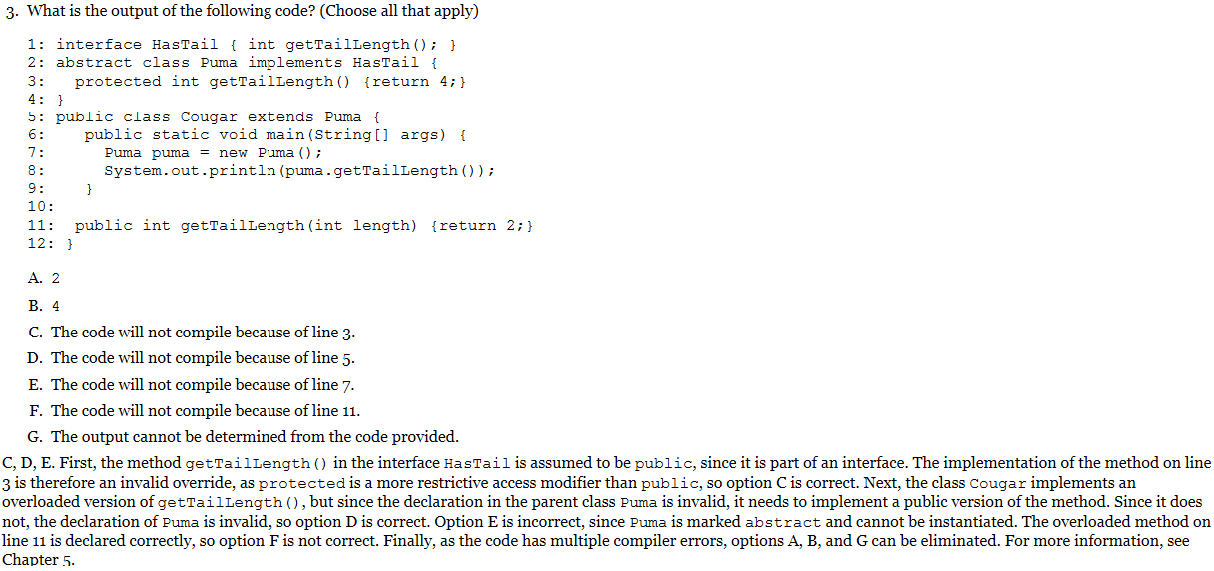 3. What is the output of the following code? (Choose all that apply)
1: interface HasTail { int getTailLength(); }
2: abstract class Puma implements HasTail {
3:   protected int getTailLength() {return 4;}
4: }
5: public class Cougar extends Puma {
6:    public static void main(String[] args) {
7:      Puma puma = new Puma();
8:      System.out.println(puma.getTailLength());
9:    }
10:
11:  public int getTailLength(int length) {return 2;}
12: }
A. 2
B. 4
C. The code will not compile because of line 3.
D. The code will not compile because of line 5.
E. The code will not compile because of line 7.
F. The code will not compile because of line 11.
G. The output cannot be determined from the code provided.
C, D, E. First, the method getTailLength() in the interface HasTail is assumed to be public, since it is part of an interface. The implementation of the method on line
3 is therefore an invalid override, as protected is a more restrictive access modifier than public, so option C is correct. Next, the class Cougar implements an
overloaded version of getTailLength(), but since the declaration in the parent class Puma is invalid, it needs to implement a public version of the method. Since it does
not, the declaration of Puma is invalid, so option D is correct. Option E is incorrect, since Puma is marked abstract and cannot be instantiated. The overloaded method on
line 11 is declared correctly, so option F is not correct. Finally, as the code has multiple compiler errors, options A, B, and G can be eliminated. For more information, see
Chapter 5.